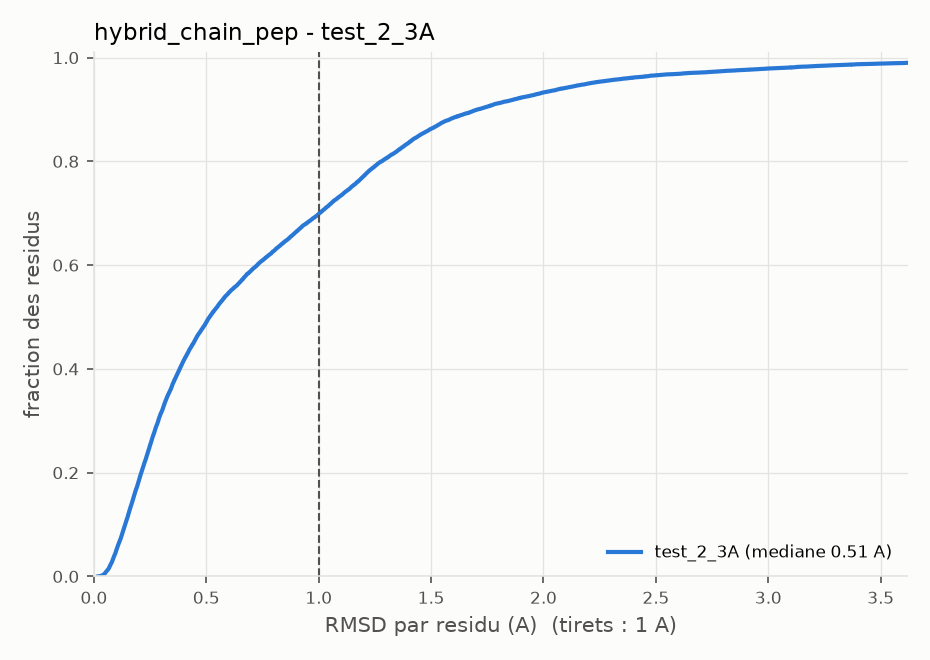 hybrid_chain_pep - test_2_3A
1.0
0.8
0.6
0.4
0.2
0.0
fraction des residus
test_2_3A (mediane 0.51 A)
0.0 0.5 1.0 1.5 2.0 2.5 3.0 3.5
RMSD par residu (A) (tirets : 1 A)